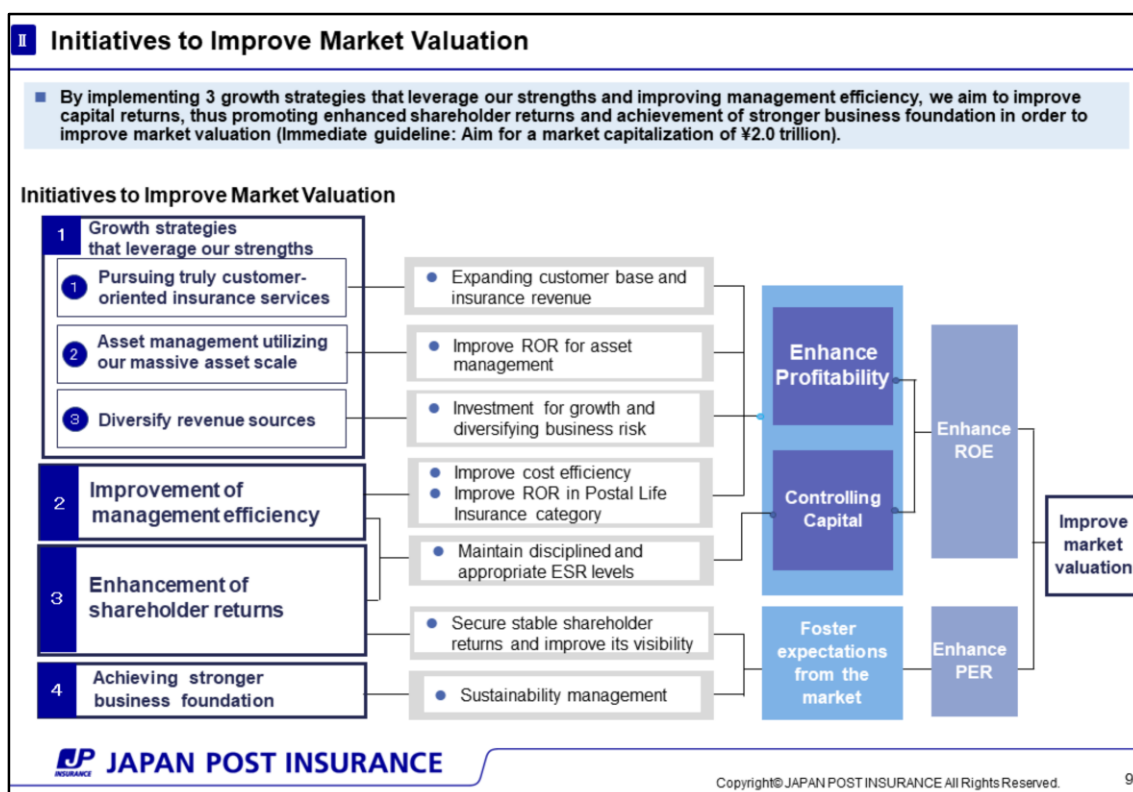 II Initiatives to Improve Market Valuation
■ By implementing 3 growth strategies that leverage our strengths and improving management efficiency, we aim to improve
capital returns, thus promoting enhanced shareholder returns and achievement of stronger business foundation in order to
improve market valuation (Immediate guideline: Aim for a market capitalization of ¥2.0 trillion).
Initiatives to Improve Market Valuation
1 Growth strategies
that leverage our strengths
1 Pursuing truly customer-
oriented insurance services
2 Asset management utilizing
our massive asset scale
3 Diversify revenue sources
2 Improvement of
management efficiency
3 Enhancement of
shareholder returns
4 Achieving stronger
business foundation
● Expanding customer base and
insurance revenue
● Improve ROR for asset
management
● Investment for growth and
diversifying business risk
● Improve cost efficiency
● Improve ROR in Postal Life
Insurance category
● Maintain disciplined and
appropriate ESR levels
● Secure stable shareholder
returns and improve its visibility
● Sustainability management
Enhance
Profitability
Controlling
Capital
Foster
expectations
from the
market
Enhance
ROE
Enhance
PER
Improve
market
valuation
JP
INSURANCE
JAPAN POST INSURANCE
Copyright© JAPAN POST INSURANCE All Rights Reserved.
9